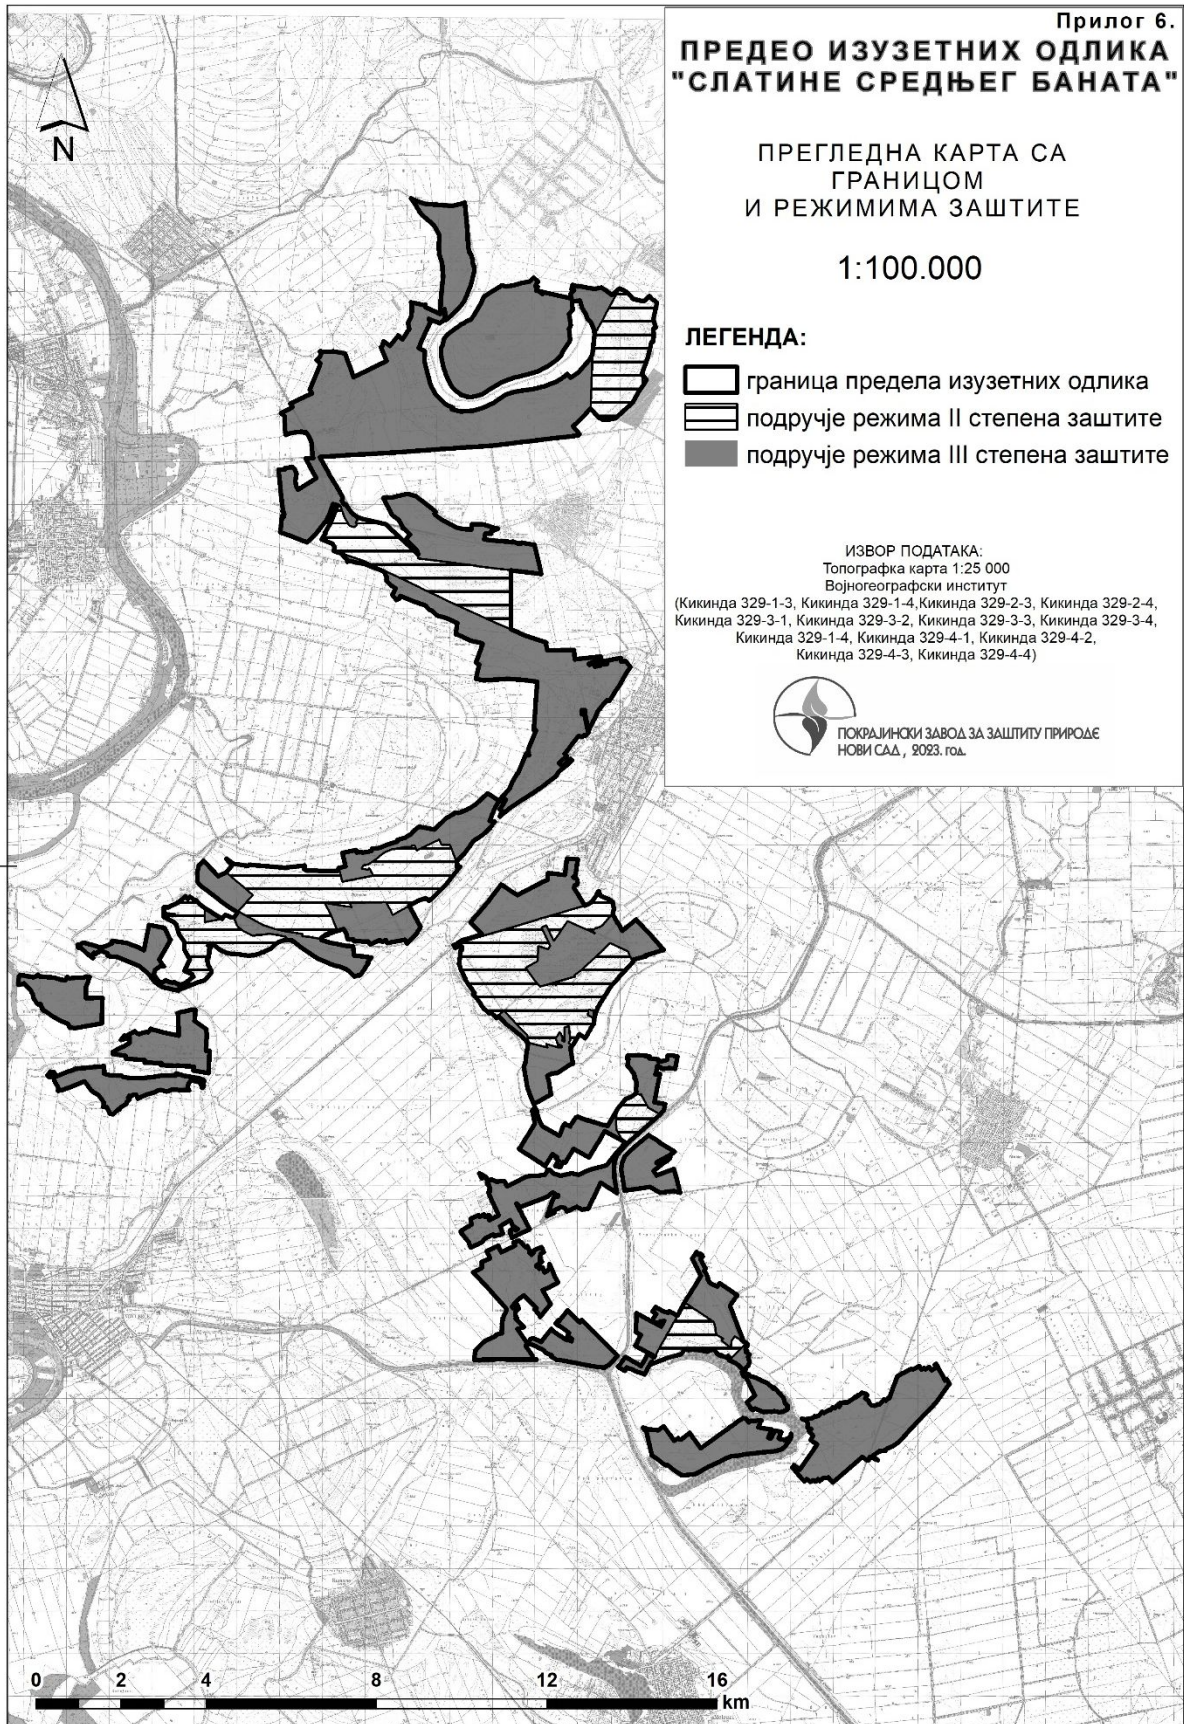 Прилог 6.
ПРЕДЕО ИЗУЗЕТНИХ ОДЛИКА
"СЛАТИНЕ СРЕДЊЕГ БАНАТА"
ПРЕГЛЕДНА КАРТА СА
ГРАНИЦОМ
И РЕЖИМИМА ЗАШТИТЕ
1:100.000
ЛЕГЕНДА:
граница предела изузетних одлика
подручје режима II степена заштите
подручје режима III степена заштите
ИЗВОР ПОДАТАКА:
Топографка карта 1:25 000
Војногеографски институт
(Кикинда 329-1-3, Кикинда 329-1-4,Кикинда 329-2-3, Кикинда 329-2-4,
Кикинда 329-3-1, Кикинда 329-3-2, Кикинда 329-3-3, Кикинда 329-3-4,
Кикинда 329-1-4, Кикинда 329-4-1, Кикинда 329-4-2,
Кикинда 329-4-3, Кикинда 329-4-4)
ПОКРАЈИНСКИ ЗАВОД ЗА ЗАШТИТУ ПРИРОДЕ
НОВИ САД , 2023. год.
N
0 2 4 8 12 16
km